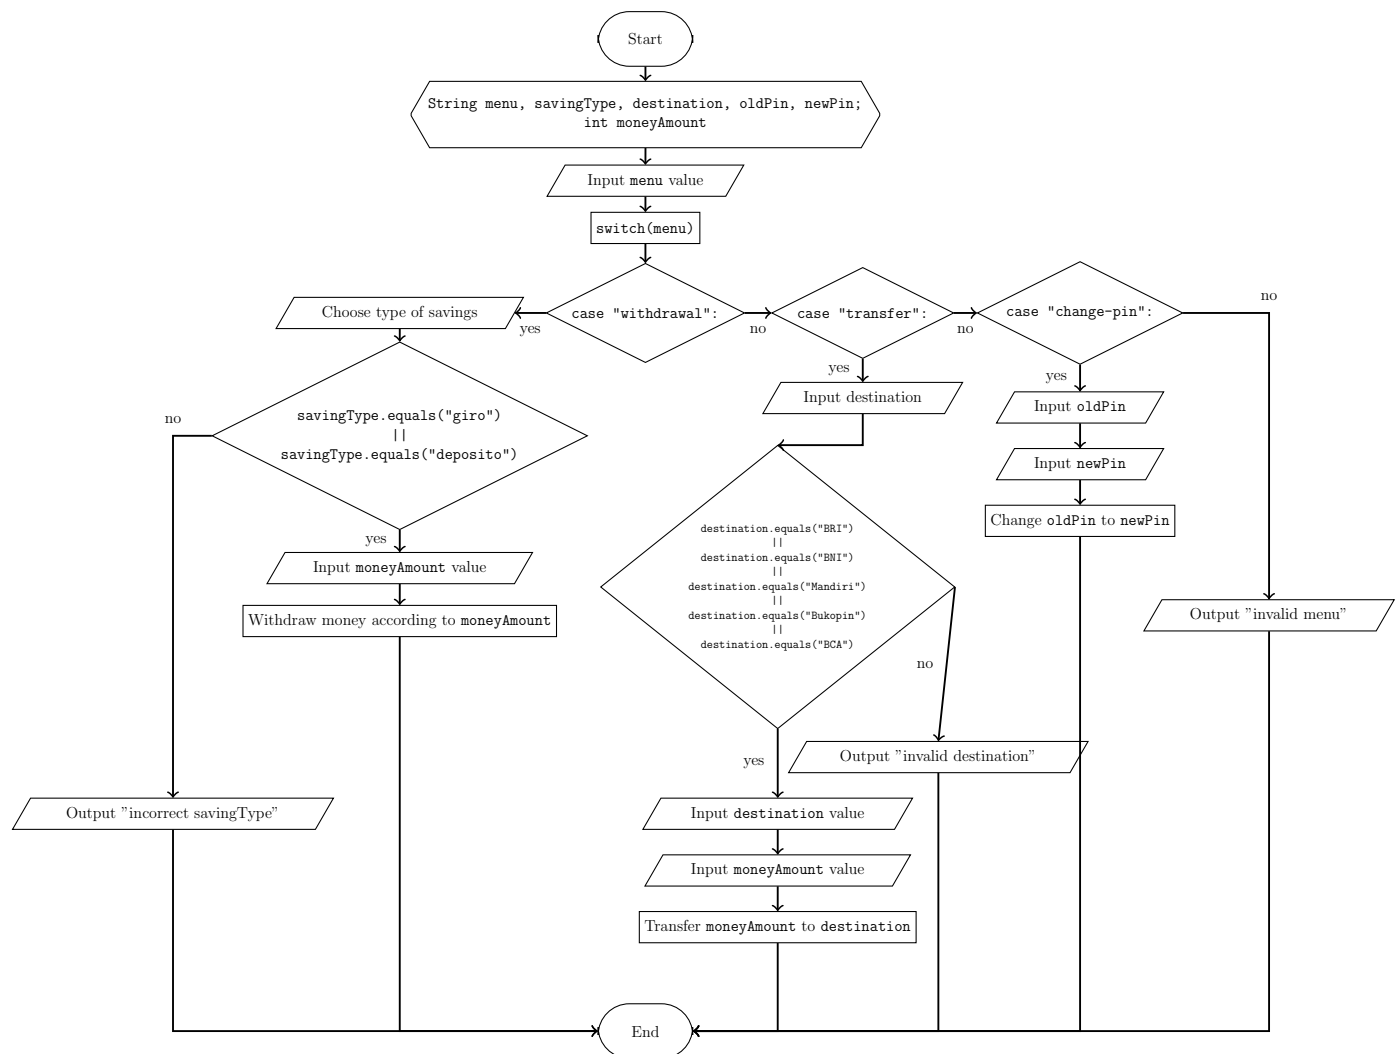 Start
String menu, savingType, destination, oldPin, newPin;
int moneyAmount
Input menu value
switch(menu)
no
Choose type of savings
case "withdrawal":
case "transfer":
case "change-pin":
yes
no
no
yes
yes
Input destination
Input oldPin
no
savingType.equals("giro")
||
savingType.equals("deposito")
Input newPin
Change oldPin to newPin
destination.equals("BRI")
||
destination.equals("BNI")
||
destination.equals("Mandiri")
||
destination.equals("Bukopin")
||
destination.equals("BCA")
yes
Input moneyAmount value
Withdraw money according to moneyAmount
Output "invalid menu"
no
yes
Output "invalid destination"
Output "incorrect savingType"
Input destination value
Input moneyAmount value
Transfer moneyAmount to destination
End